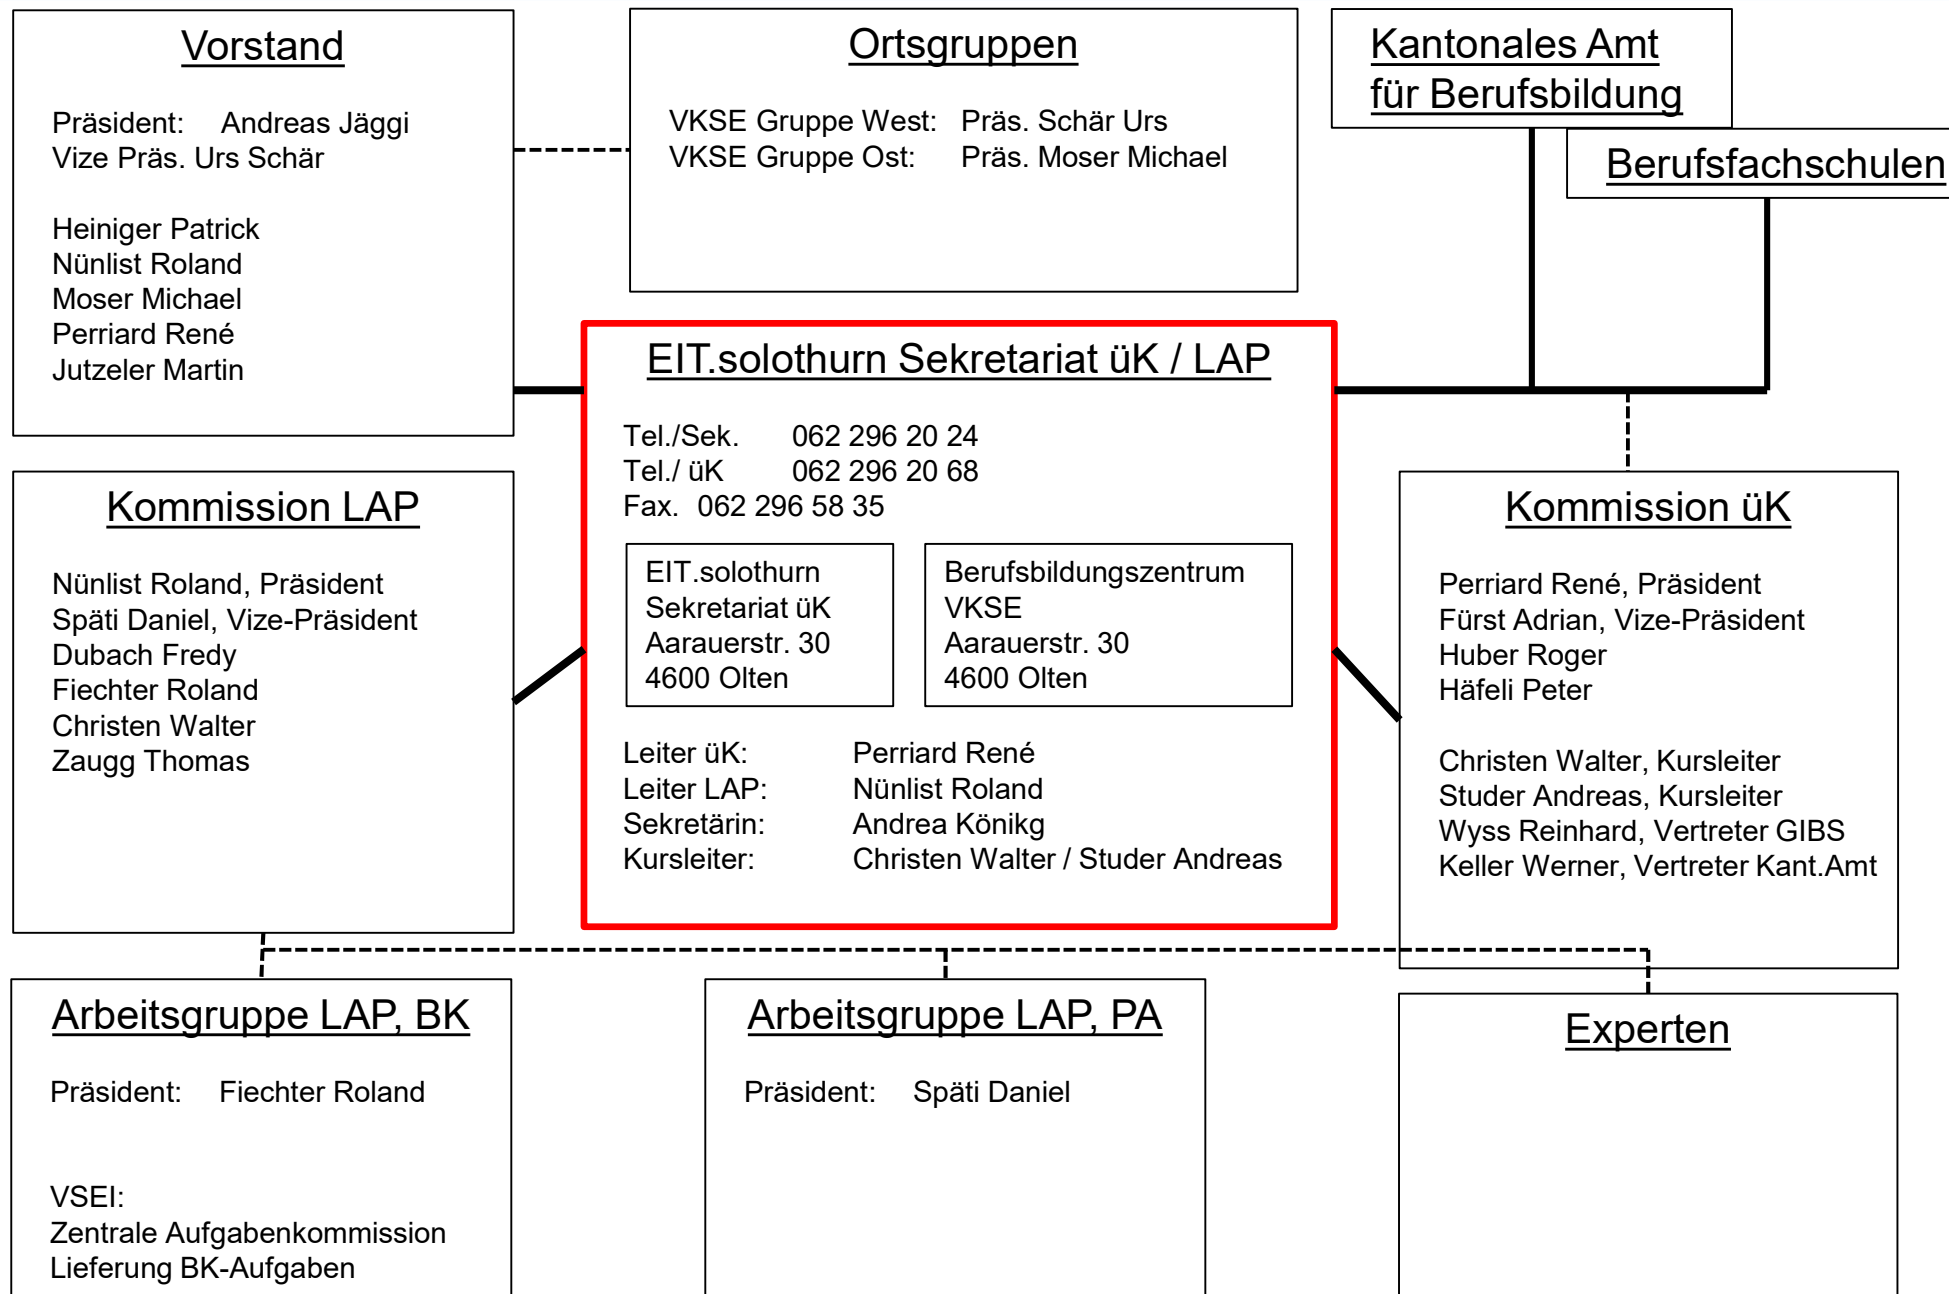 Vorstand
Präsident: Andreas Jäggi
Vize Präs. Urs Schär
Heiniger Patrick
Nünlist Roland
Moser Michael
Perriard René
Jutzeler Martin
Ortsgruppen
VKSE Gruppe West: Präs. Schär Urs
VKSE Gruppe Ost: Präs. Moser Michael
Kantonales Amt
für Berufsbildung
Berufsfachschulen
EIT.solothurn Sekretariat üK / LAP
Tel./Sek. 062 296 20 24
Tel./ üK 062 296 20 68
Fax. 062 296 58 35
EIT.solothurn
Sekretariat üK
Aarauerstr. 30
4600 Olten
Berufsbildungszentrum
VKSE
Aarauerstr. 30
4600 Olten
Leiter üK: Perriard René
Leiter LAP: Nünlist Roland
Sekretärin: Andrea Könikg
Kursleiter: Christen Walter / Studer Andreas
Kommission LAP
Nünlist Roland, Präsident
Späti Daniel, Vize-Präsident
Dubach Fredy
Fiechter Roland
Christen Walter
Zaugg Thomas
Kommission üK
Perriard René, Präsident
Fürst Adrian, Vize-Präsident
Huber Roger
Häfeli Peter
Christen Walter, Kursleiter
Studer Andreas, Kursleiter
Wyss Reinhard, Vertreter GIBS
Keller Werner, Vertreter Kant.Amt
Arbeitsgruppe LAP, BK
Präsident: Fiechter Roland
VSEI:
Zentrale Aufgabenkommission
Lieferung BK-Aufgaben
Arbeitsgruppe LAP, PA
Präsident: Späti Daniel
Experten